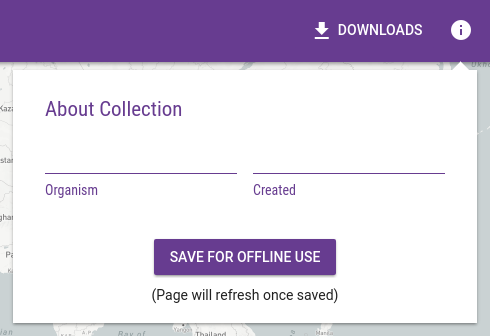 DOWNLOADS
About Collection
Organism
Created
SAVE FOR OFFLINE USE
(Page will refresh once saved)
Bay of
Thailand